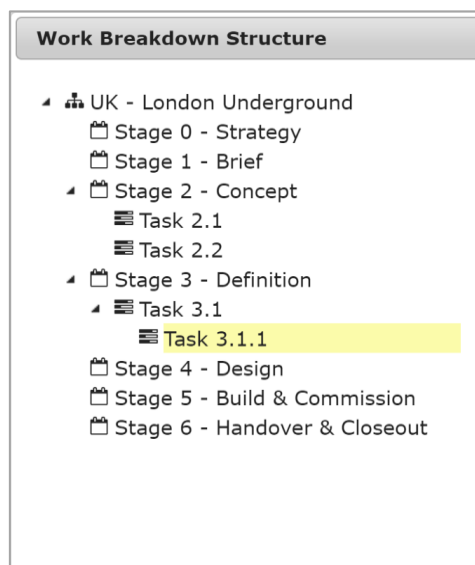 Work Breakdown Structure
UK - London Underground
Stage 0 - Strategy
Stage 1 - Brief
Stage 2 - Concept
Task 2.1
Task 2.2
Stage 3 - Definition
Task 3.1
Task 3.1.1
Stage 4 - Design
Stage 5 - Build & Commission
Stage 6 - Handover & Closeout